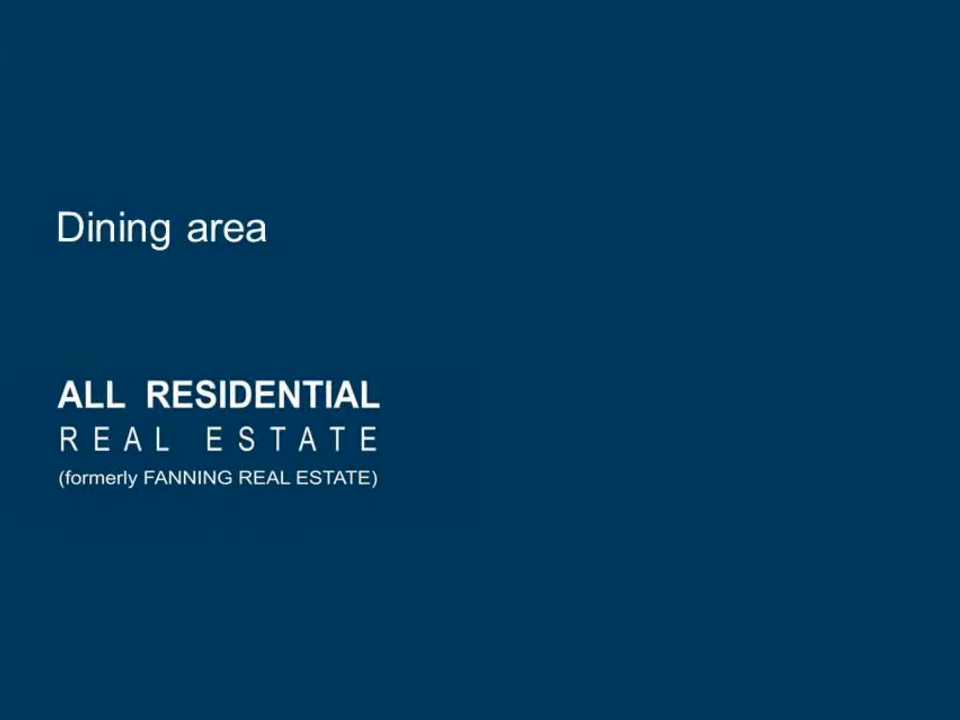 Dining area
ALL RESIDENTIAL
REAL ESTATE
(formerly FANNING REAL ESTATE)